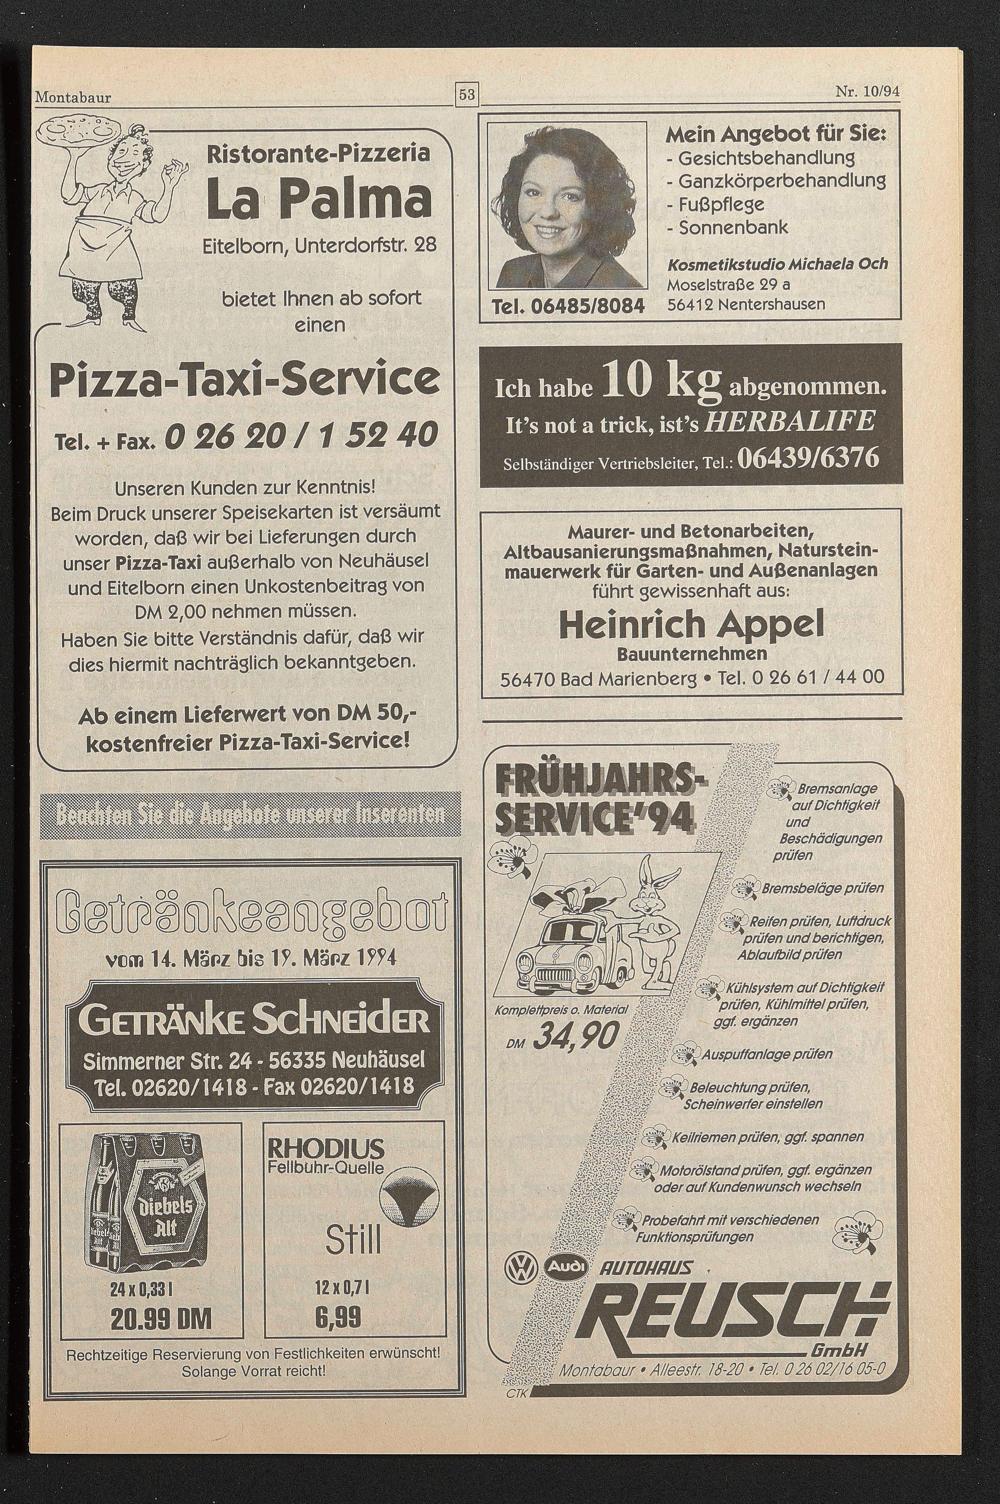 Montabaur
53
Nr. 10/94
Ristorante-Pizzeria
La Palma
Eitelborn, Unterdorfstr. 28
bietet Ihnen ab sofort
einen
Pizza-Taxi-Service
Tel. + Fax. 0 26 20 / 1 52 40
Unseren Kunden zur Kenntnis!
Beim Druck unserer Speisekarten ist versäumt
worden, daß wir bei Lieferungen durch
unser Pizza-Taxi außerhalb von Neuhäusel
und Eitelborn einen Unkostenbeitrag von
DM 2,00 nehmen müssen.
Haben Sie bitte Verständnis dafür, daß wir
dies hiermit nachträglich bekanntgeben.
Ab einem Lieferwert von DM 50,-
kostenfreier Pizza-Taxi-Service!
Beachten Sie die Angebote unserer Inserenten
Getränkeangebot
vom 14. März bis 19. März 1994
GETRÄNKE SCHNEIDER
Simmerner Str. 24 - 56335 Neuhäusel
Tel. 02620/1418 - Fax 02620/1418
Diebels
Alt
24 x 0,33 l
20.99 DM
RHODIUS
Fellbuhr-Quelle
Still
12 x 0,7 l
6,99
Rechtzeitige Reservierung von Festlichkeiten erwünscht!
Solange Vorrat reicht!
Mein Angebot für Sie:
- Gesichtsbehandlung
- Ganzkörperbehandlung
- Fußpflege
- Sonnenbank
Kosmetikstudio Michaela Och
Moselstraße 29 a
56412 Nentershausen
Tel. 06485/8084
Ich habe 10 kg abgenommen.
It's not a trick, ist's HERBALIFE
Selbständiger Vertriebsleiter, Tel.: 06439/6376
Maurer- und Betonarbeiten,
Altbausanierungsmaßnahmen, Naturstein-
mauerwerk für Garten- und Außenanlagen
führt gewissenhaft aus:
Heinrich Appel
Bauunternehmen
56470 Bad Marienberg • Tel. 0 26 61 / 44 00
FRÜHJAHRS-
SERVICE'94
Komplettpreis o. Material
DM 34,90
Bremsanlage
auf Dichtigkeit
und
Beschädigungen
prüfen
Bremsbeläge prüfen
Reifen prüfen, Luftdruck
prüfen und berichtigen,
Ablaufbild prüfen
Kühlsystem auf Dichtigkeit
prüfen, Kühlmittel prüfen,
ggf. ergänzen
Auspuffanlage prüfen
Beleuchtung prüfen,
Scheinwerfer einstellen
Keilriemen prüfen, ggf. spannen
Motorölstand prüfen, ggf. ergänzen
oder auf Kundenwunsch wechseln
Probefahrt mit verschiedenen
Funktionsprüfungen
VW Audi AUTOHAUS
REUSCH
GmbH
Montabaur • Alleestr. 18-20 • Tel. 0 26 02/16 05-0
CTK